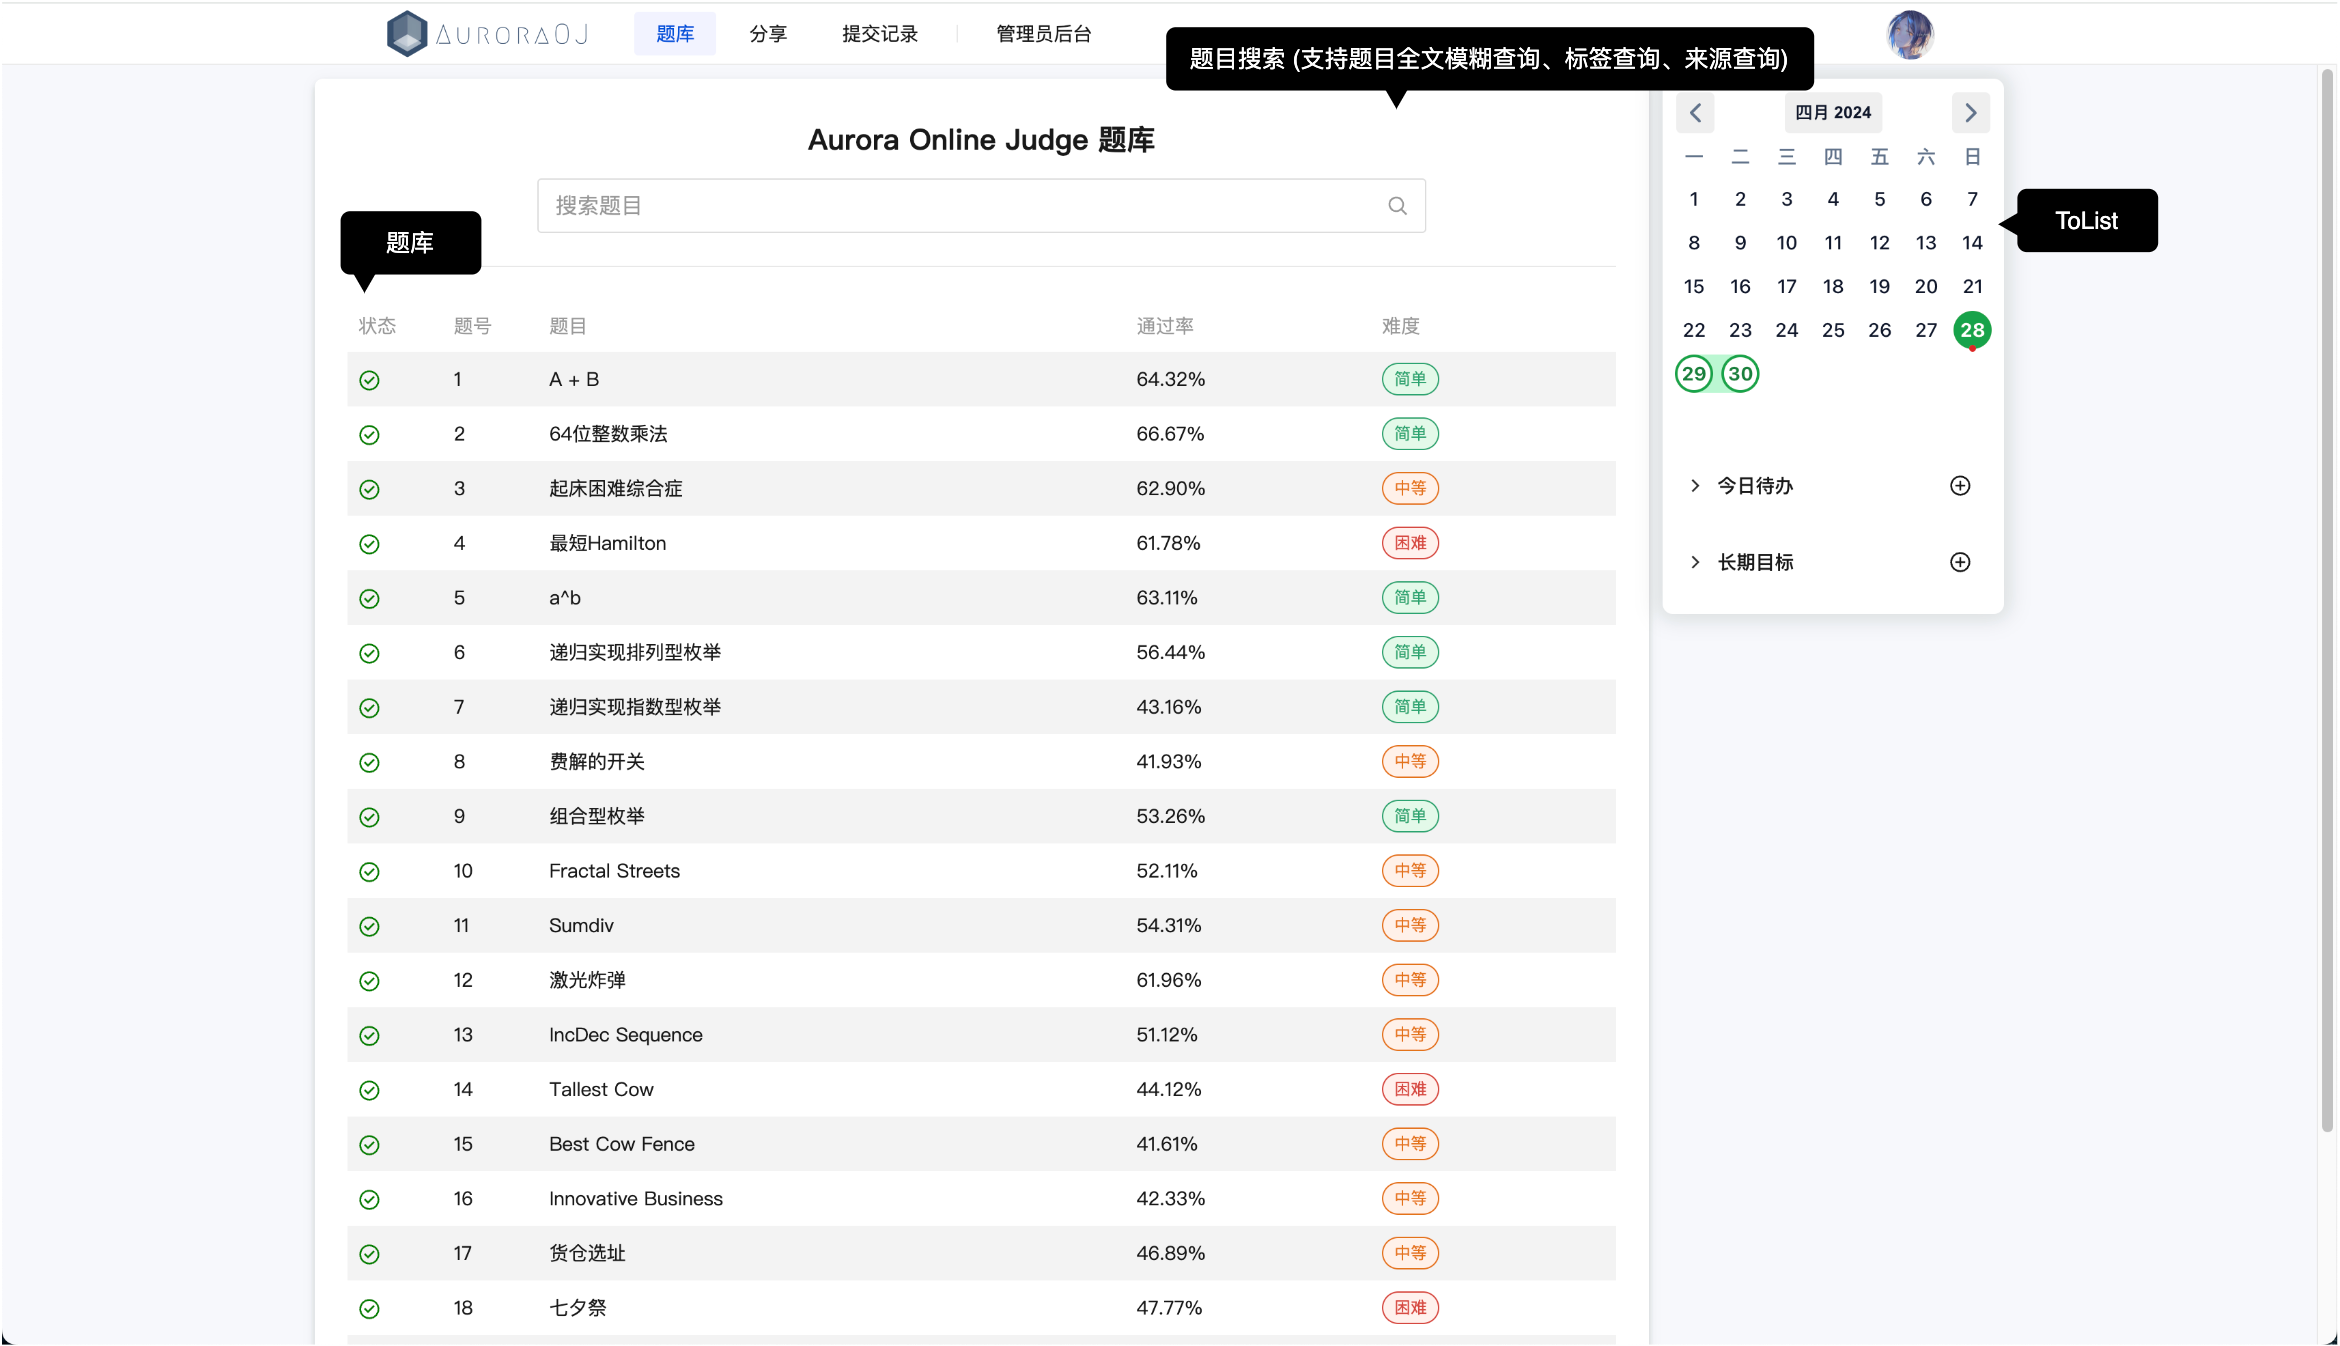 AURORAOJ 题库 分享 提交记录 管理员后台
题目搜索 (支持题目全文模糊查询、标签查询、来源查询)
Aurora Online Judge 题库
搜索题目
题库
状态 题号 题目 通过率 难度
1 A + B 64.32% 简单
2 64位整数乘法 66.67% 简单
3 起床困难综合症 62.90% 中等
4 最短Hamilton 61.78% 困难
5 a^b 63.11% 简单
6 递归实现排列型枚举 56.44% 简单
7 递归实现指数型枚举 43.16% 简单
8 费解的开关 41.93% 中等
9 组合型枚举 53.26% 简单
10 Fractal Streets 52.11% 中等
11 Sumdiv 54.31% 中等
12 激光炸弹 61.96% 中等
13 IncDec Sequence 51.12% 中等
14 Tallest Cow 44.12% 困难
15 Best Cow Fence 41.61% 中等
16 Innovative Business 42.33% 中等
17 货仓选址 46.89% 中等
18 七夕祭 47.77% 困难
四月 2024
一 二 三 四 五 六 日
1 2 3 4 5 6 7
8 9 10 11 12 13 14
15 16 17 18 19 20 21
22 23 24 25 26 27 28
29 30
ToList
今日待办
长期目标